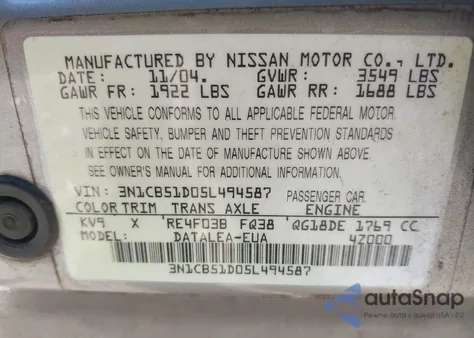 MANUFACTURED BY NISSAN MOTOR CO., LTD.
DATE: 11/04. GVWR: 3549 LBS
GAWR FR: 1922 LBS GAWR RR: 1688 LBS
THIS VEHICLE CONFORMS TO ALL APPLICABLE FEDERAL MOTOR
VEHICLE SAFETY, BUMPER AND THEFT PREVENTION STANDARDS
IN EFFECT ON THE DATE OF MANUFACTURE SHOWN ABOVE.
SEE OWNER'S MANUAL FOR ADDITIONAL INFORMATION.
VIN: 3N1CB51D05L494587 PASSENGER CAR
COLOR TRIM TRANS AXLE ENGINE
KV9 X RE4F03B FQ38 QG18DE 1769 CC
MODEL: DATALEA-EUA 4Z000
3N1CB51D05L494587
autoSnap